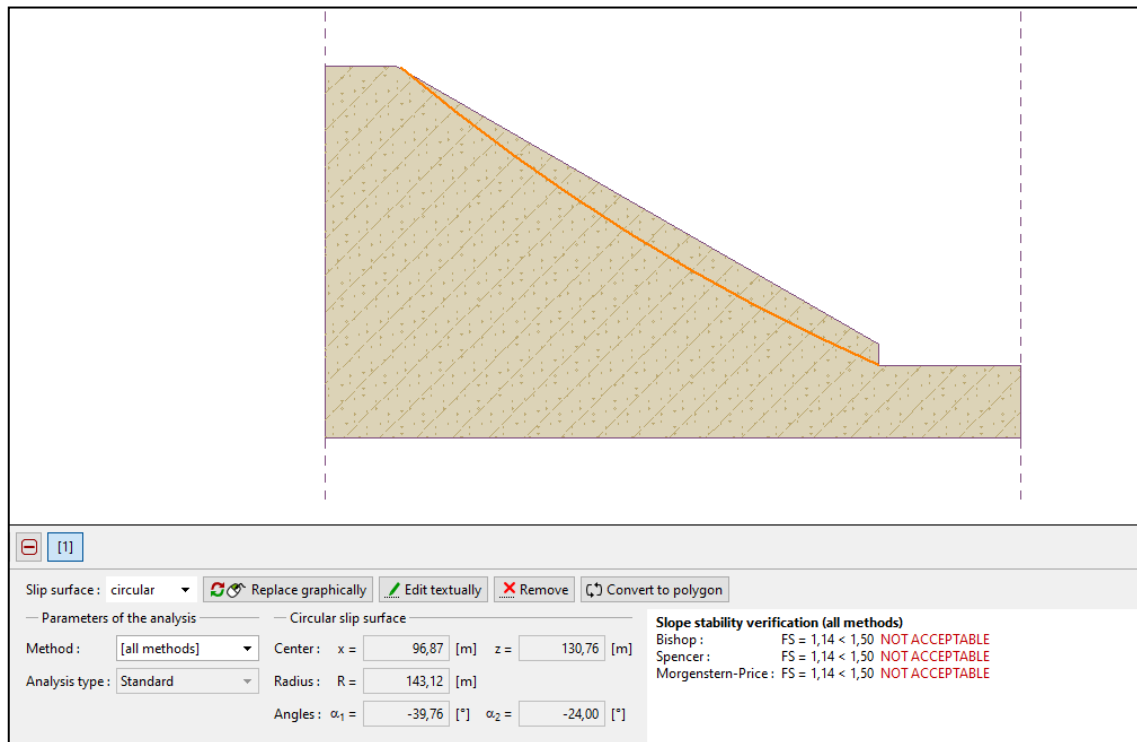 [1]
Slip surface : circular Replace graphically Edit textually Remove Convert to polygon
Parameters of the analysis
Method : [all methods]
Analysis type : Standard
Circular slip surface
Center : x = 96,87 [m] z = 130,76 [m]
Radius : R = 143,12 [m]
Angles : α1 = -39,76 [°] α2 = -24,00 [°]
Slope stability verification (all methods)
Bishop : FS = 1,14 < 1,50 NOT ACCEPTABLE
Spencer : FS = 1,14 < 1,50 NOT ACCEPTABLE
Morgenstern-Price : FS = 1,14 < 1,50 NOT ACCEPTABLE